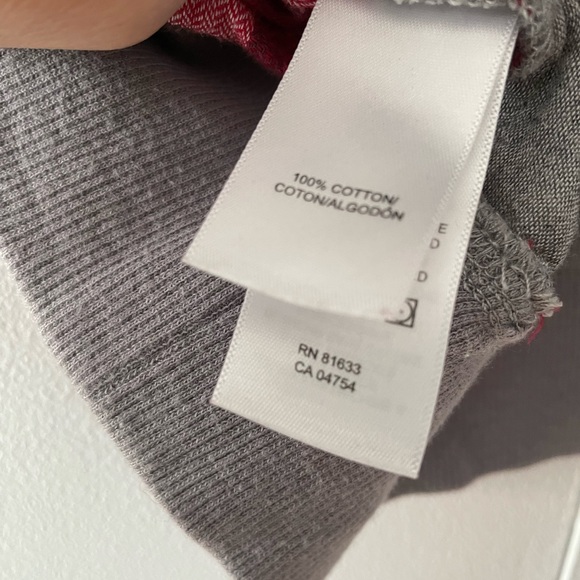 100% COTTON/
COTON/ALGODÓN
E
D
D
RN 81633
CA 04754